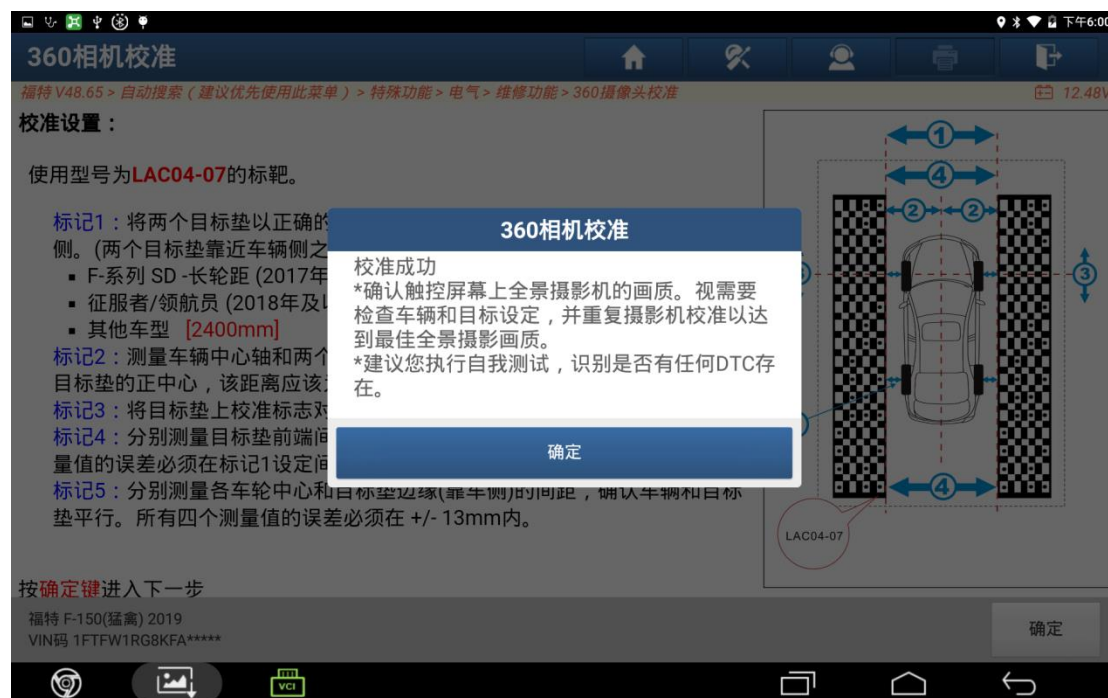 下午6:00
360相机校准
福特 V48.65 > 自动搜索（建议优先使用此菜单）> 特殊功能 > 电气 > 维修功能 > 360摄像头校准
12.48V
校准设置：
使用型号为LAC04-07的标靶。
标记1：将两个目标垫以正确的
侧。(两个目标垫靠近车辆侧之
▪ F-系列 SD -长轮距 (2017年
▪ 征服者/领航员 (2018年及
▪ 其他车型 [2400mm]
标记2：测量车辆中心轴和两个
目标垫的正中心，该距离应该
标记3：将目标垫上校准标志对
标记4：分别测量目标垫前端间
量值的误差必须在标记1设定间
标记5：分别测量各车轮中心和目标垫边缘(靠车侧)的间距，确认车辆和目标
垫平行。所有四个测量值的误差必须在 +/- 13mm内。
按确定键进入下一步
360相机校准
校准成功
*确认触控屏幕上全景摄影机的画质。视需要
检查车辆和目标设定，并重复摄影机校准以达
到最佳全景摄影画质。
*建议您执行自我测试，识别是否有任何DTC存
在。
确定
1
4
2 2
3
4
LAC04-07
福特 F-150(猛禽) 2019
VIN码 1FTFW1RG8KFA*****
确定
VCI